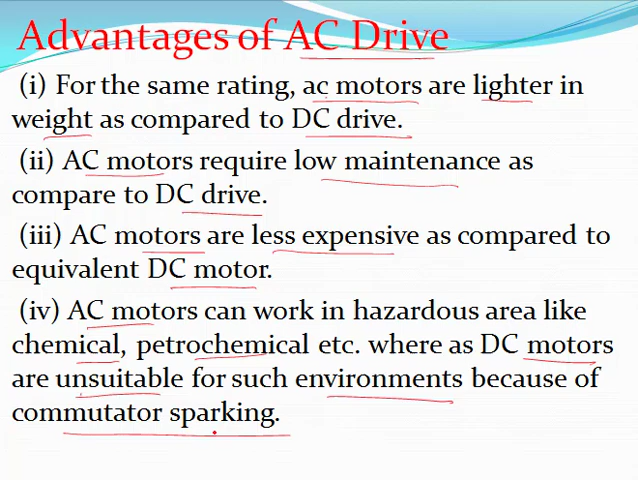 Advantages of AC Drive
(i) For the same rating, ac motors are lighter in
weight as compared to DC drive.
(ii) AC motors require low maintenance as
compare to DC drive.
(iii) AC motors are less expensive as compared to
equivalent DC motor.
(iv) AC motors can work in hazardous area like
chemical, petrochemical etc. where as DC motors
are unsuitable for such environments because of
commutator sparking.